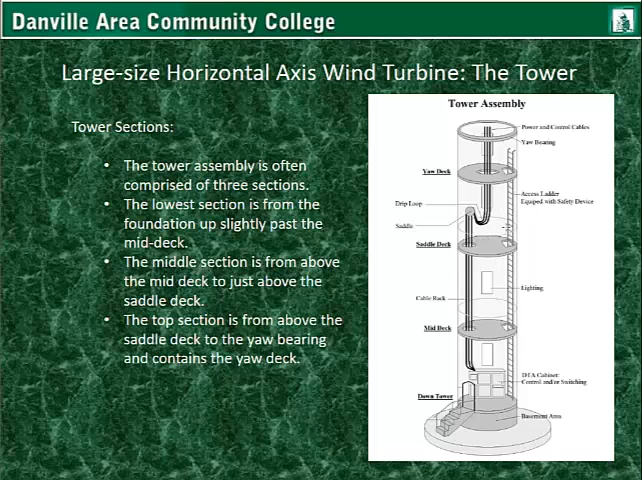 Danville Area Community College
Large-size Horizontal Axis Wind Turbine: The Tower
Tower Sections:
• The tower assembly is often
comprised of three sections.
• The lowest section is from the
foundation up slightly past the
mid-deck.
• The middle section is from above
the mid deck to just above the
saddle deck.
• The top section is from above the
saddle deck to the yaw bearing
and contains the yaw deck.
Tower Assembly
Power and Control Cables
Yaw Bearing
Yaw Deck
Access Ladder
Equiped with Safety Device
Drip Loop
Saddle
Saddle Deck
Lighting
Cable Rack
Mid Deck
DTA Cabinet:
Control and/or Switching
Down Tower
Basement Area